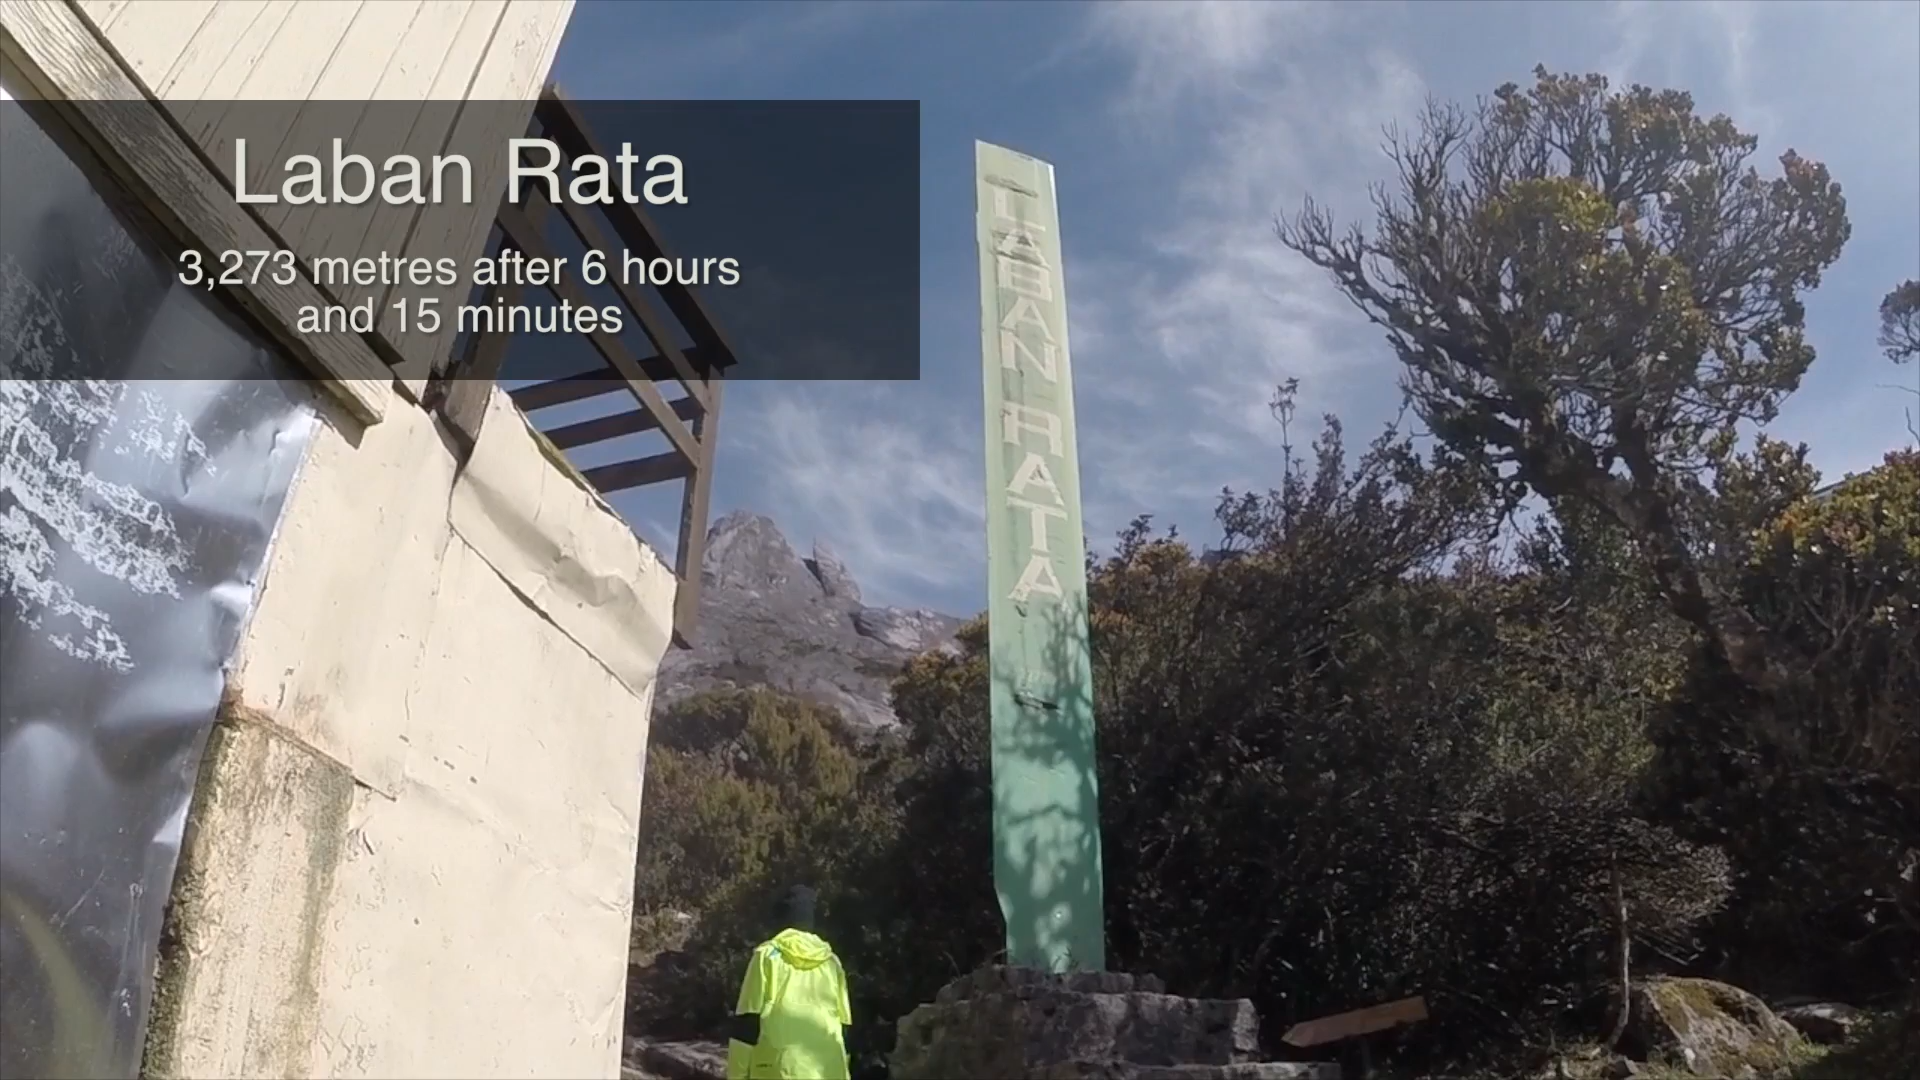 Laban Rata
3,273 metres after 6 hours
and 15 minutes
LABAN RATA